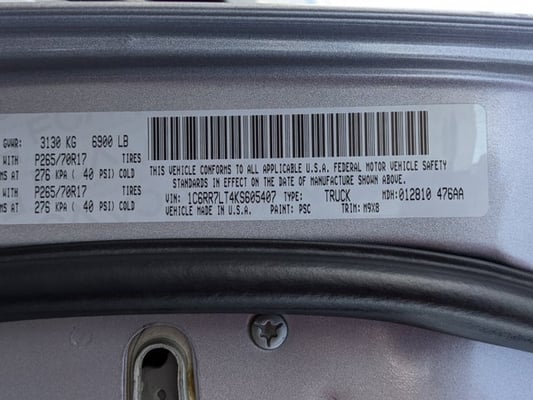 GVWR: 3130 KG 6900 LB
WITH P265/70R17 TIRES
MS AT 276 KPA ( 40 PSI) COLD
WITH P265/70R17 TIRES
MS AT 276 KPA ( 40 PSI) COLD
THIS VEHICLE CONFORMS TO ALL APPLICABLE U.S.A. FEDERAL MOTOR VEHICLE SAFETY
STANDARDS IN EFFECT ON THE DATE OF MANUFACTURE SHOWN ABOVE.
VIN: 1C6RR7LT4KS605407 TYPE: TRUCK MDH:012810 476AA
VEHICLE MADE IN U.S.A. PAINT: PSC TRIM: M9X8